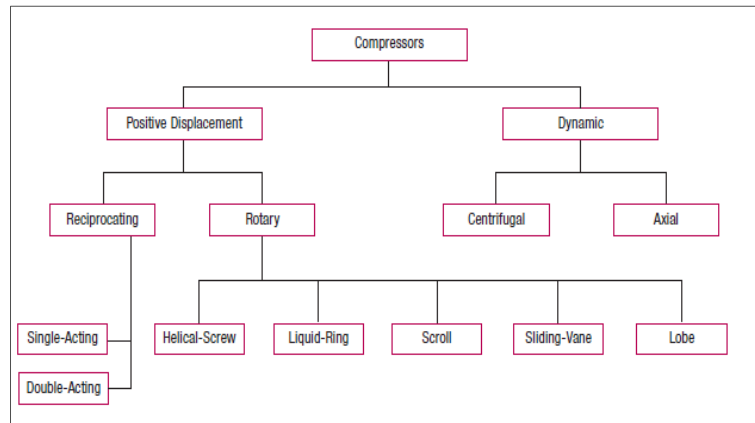 Compressors
Positive Displacement
Dynamic
Reciprocating
Rotary
Centrifugal
Axial
Single-Acting
Helical-Screw
Liquid-Ring
Scroll
Sliding-Vane
Lobe
Double-Acting